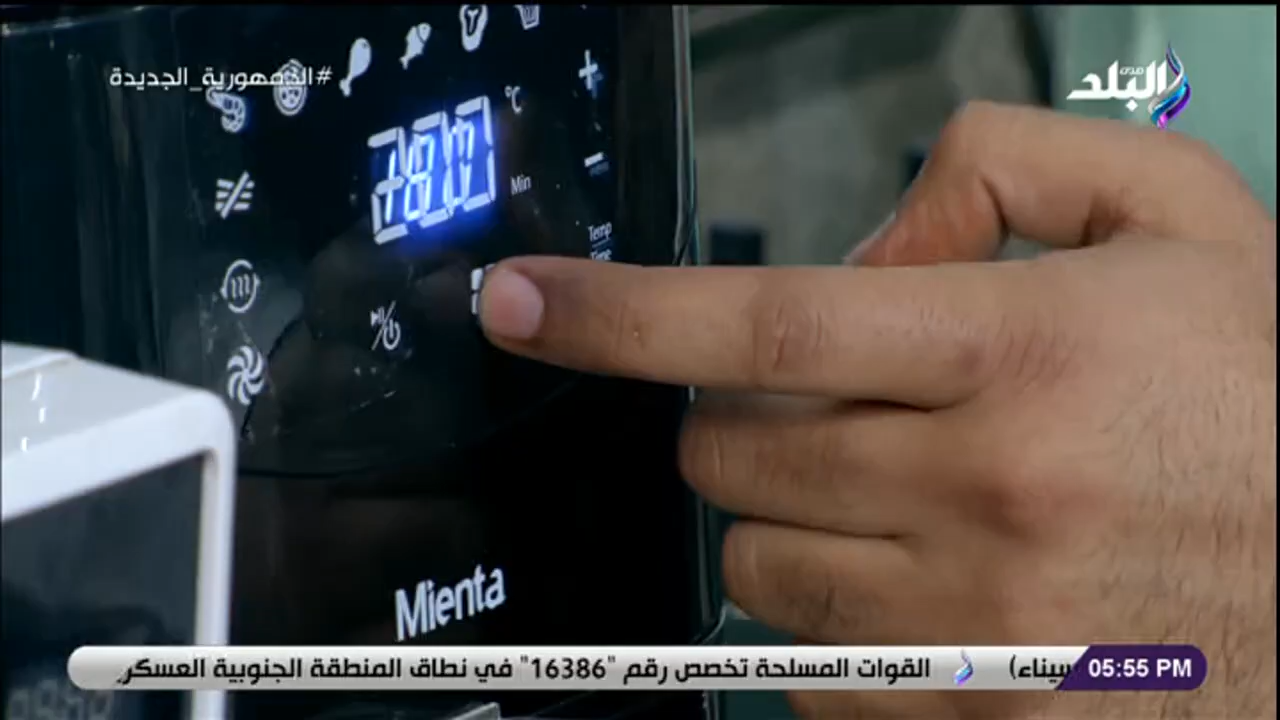 #الجمهورية_الجديدة
صدى البلد
°C
Min
Temp
Time
Mienta
05:55 PM
سيناء) القوات المسلحة تخصص رقم "16386" في نطاق المنطقة الجنوبية العسكر